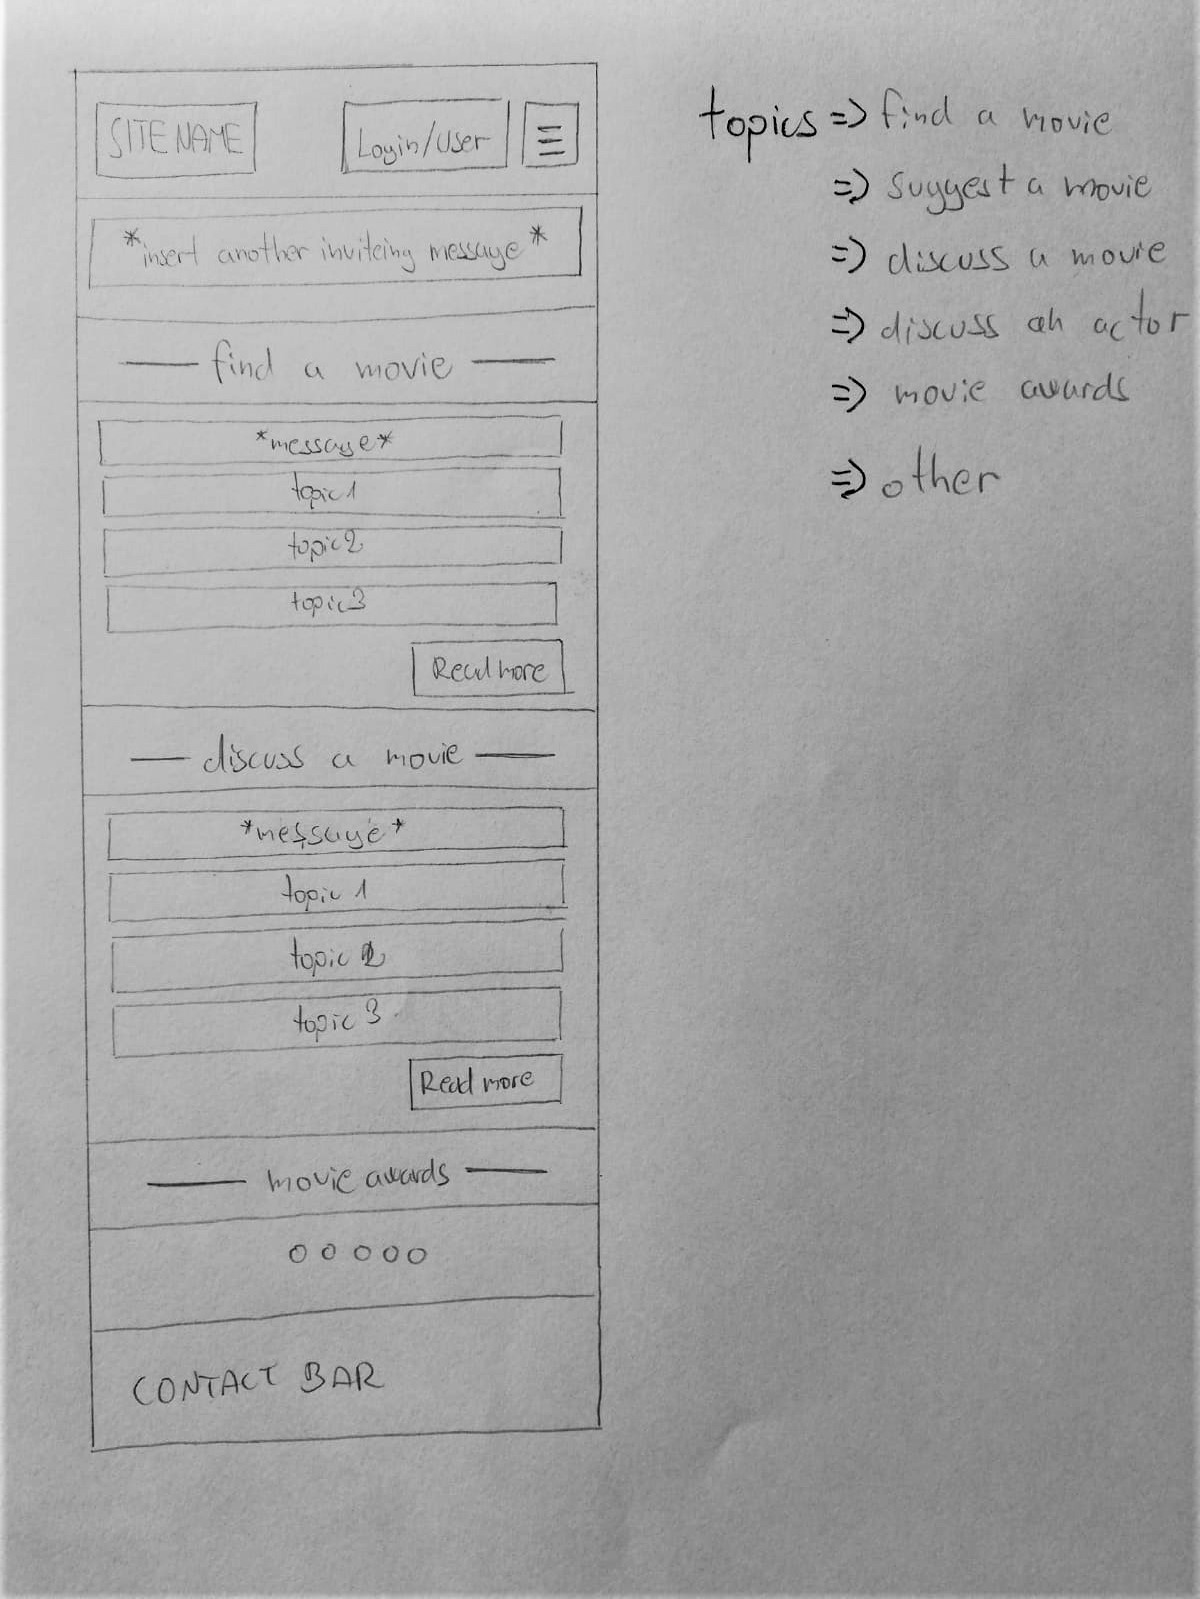 SITE NAME
Login/User
*insert another inviteing message*
find a movie
*message*
topic1
topic2
topic3
Read more
discuss a movie
*message*
topic 1
topic 2
topic 3
Read more
movie awards
CONTACT BAR
topics => find a movie
=> suggest a movie
=> discuss a movie
=> discuss an actor
=> movie awards
=> other